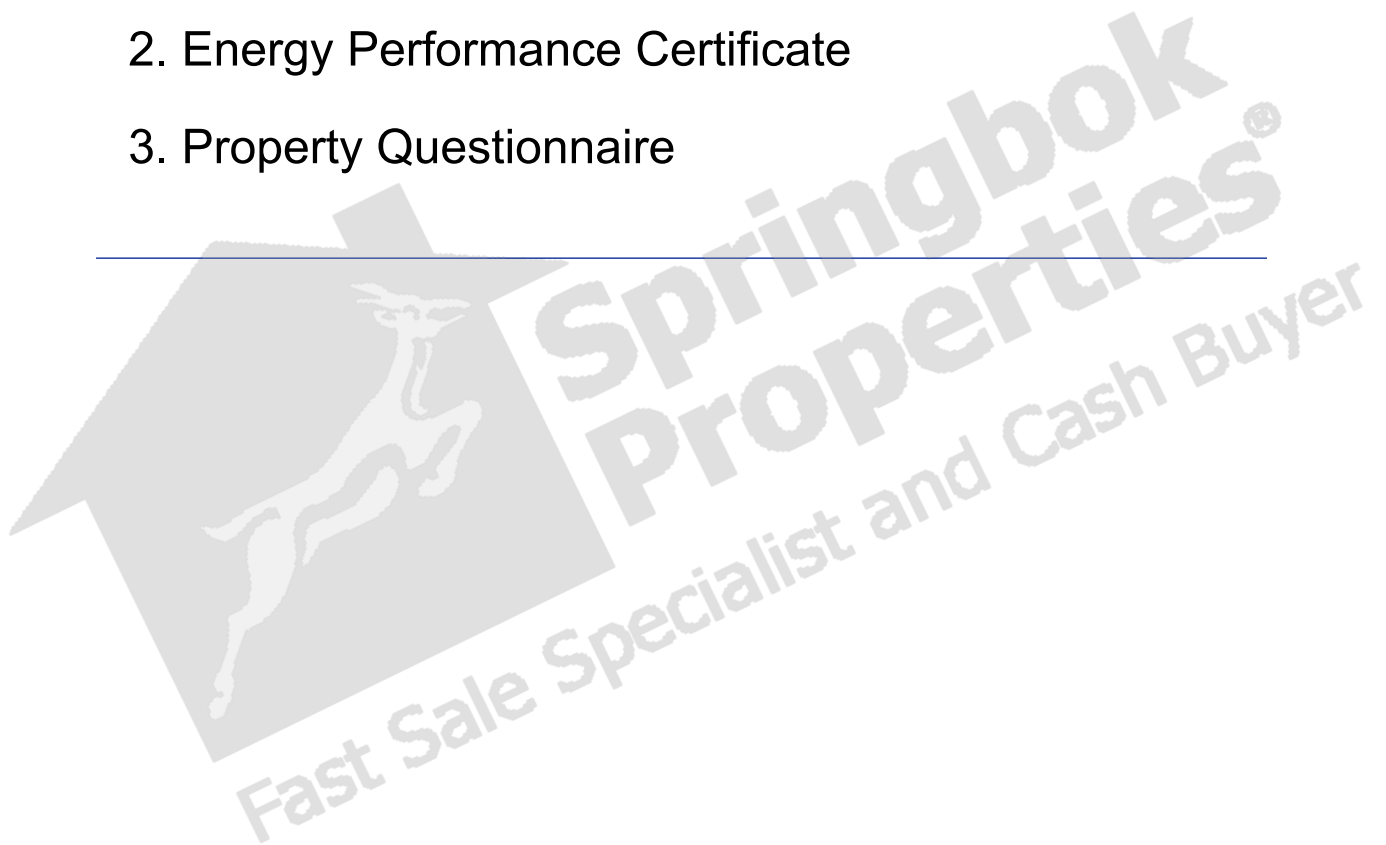 2. Energy Performance Certificate
3. Property Questionnaire
Springbok
Properties®
Fast Sale Specialist and Cash Buyer